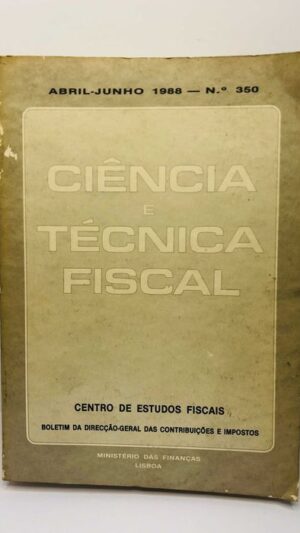 ABRIL-JUNHO 1988 — N.º 350
CIÊNCIA
E
TÉCNICA
FISCAL
CENTRO DE ESTUDOS FISCAIS
BOLETIM DA DIRECÇÃO-GERAL DAS CONTRIBUIÇÕES E IMPOSTOS
MINISTÉRIO DAS FINANÇAS
LISBOA